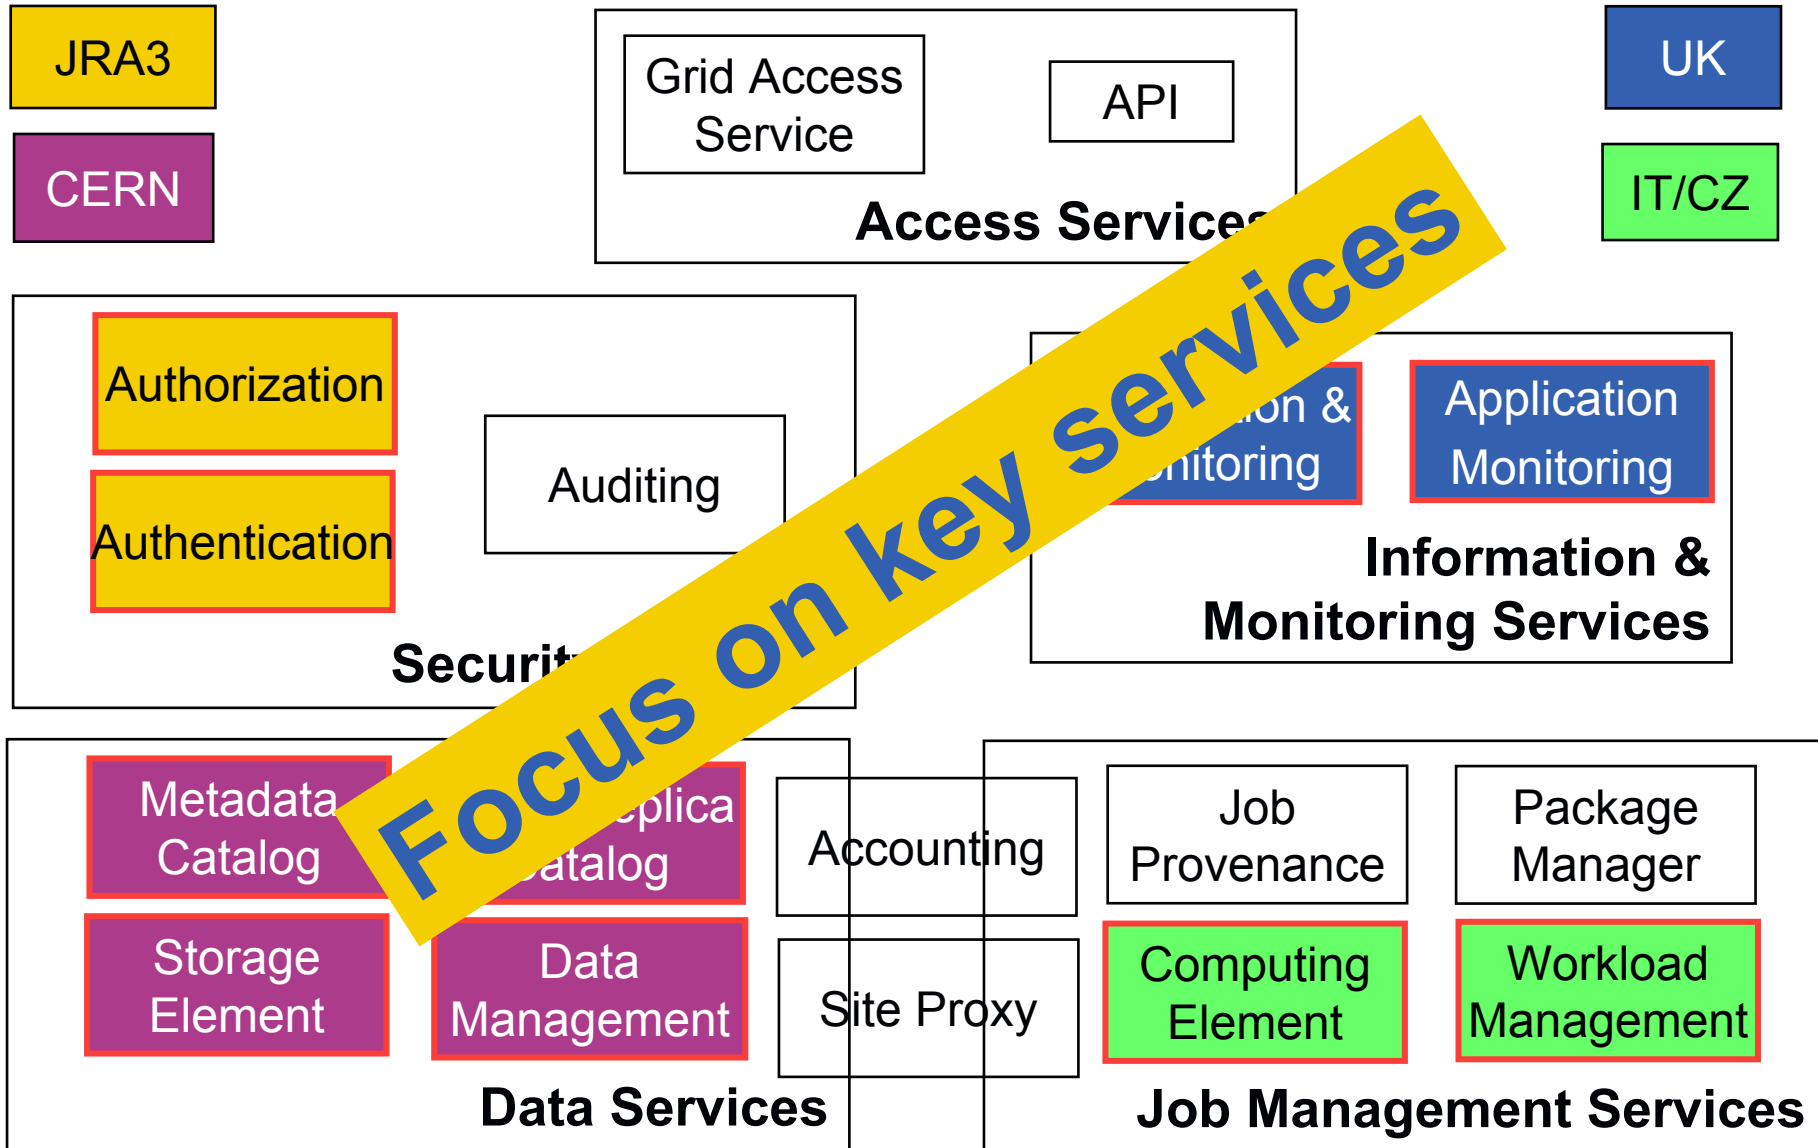 JRA3
CERN
Grid Access
Service
API
Access Services
UK
IT/CZ
Authorization
Authentication
Auditing
Focus on key services
&
Application
Monitoring
Information &
Monitoring Services
Metadata
Catalog
Storage
Element
Data
Management
Accounting
Site Proxy
Data Services
Job
Provenance
Package
Manager
Computing
Element
Workload
Management
Job Management Services